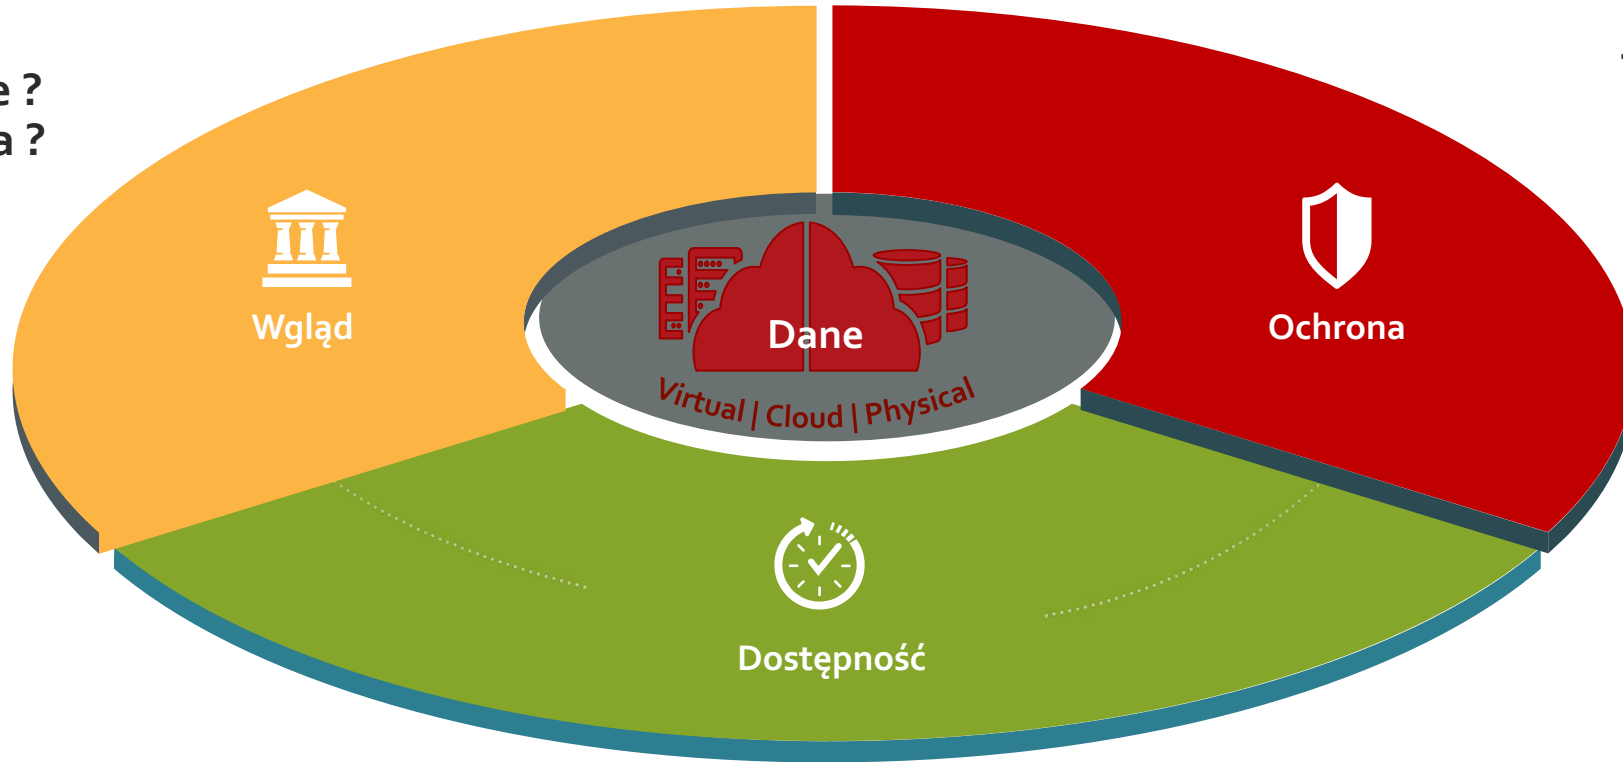 e ?
a ?
Wgląd
Ochrona
Dane
Virtual | Cloud | Physical
Dostępność